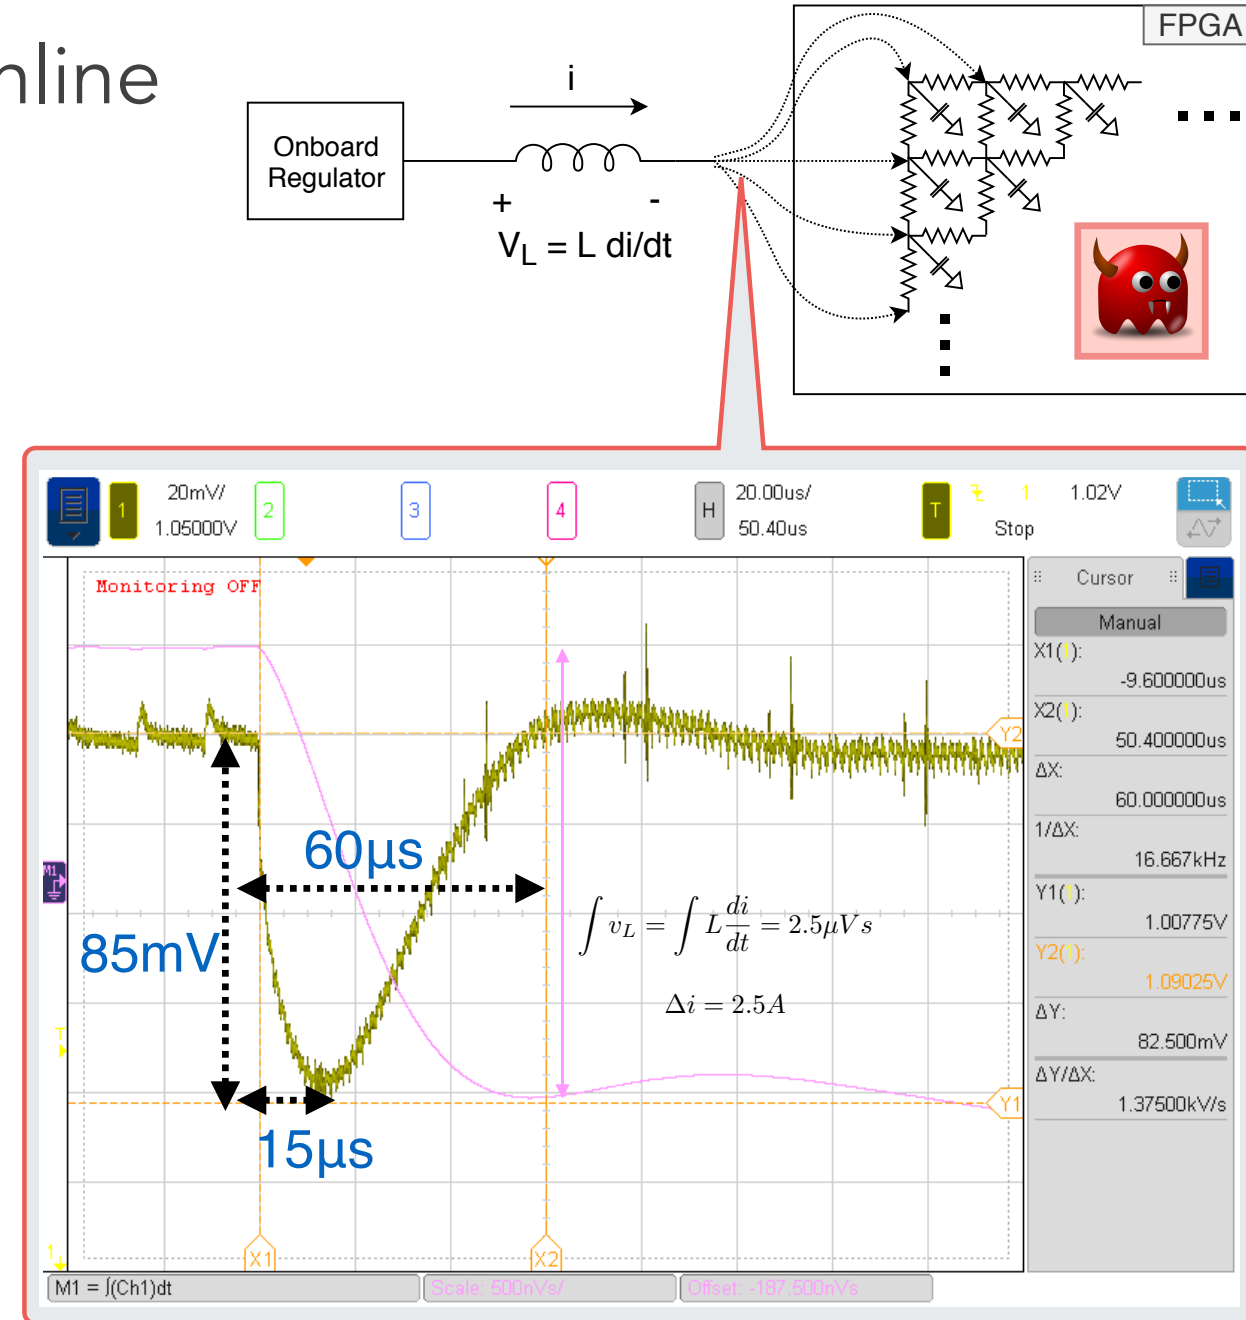 nline
FPGA
i
Onboard
Regulator
+ -
V_L = L di/dt
1 20mV/ 1.05000V
2
3
4
H 20.00us/ 50.40us
T 1 1.02V
Stop
Monitoring OFF
Cursor
Manual
X1(1):
-9.600000us
X2(1):
50.400000us
ΔX:
60.000000us
1/ΔX:
16.667kHz
Y1(1):
1.00775V
Y2(1):
1.09025V
ΔY:
82.500mV
ΔY/ΔX:
1.37500kV/s
Y2
60µs
M1
85mV
∫ v_L = ∫ L di/dt = 2.5µVs
Δi = 2.5A
T
Y1
15µs
1
X1
X2
M1 = ∫(Ch1)dt
Scale: 500nVs/
Offset: -187.500nVs